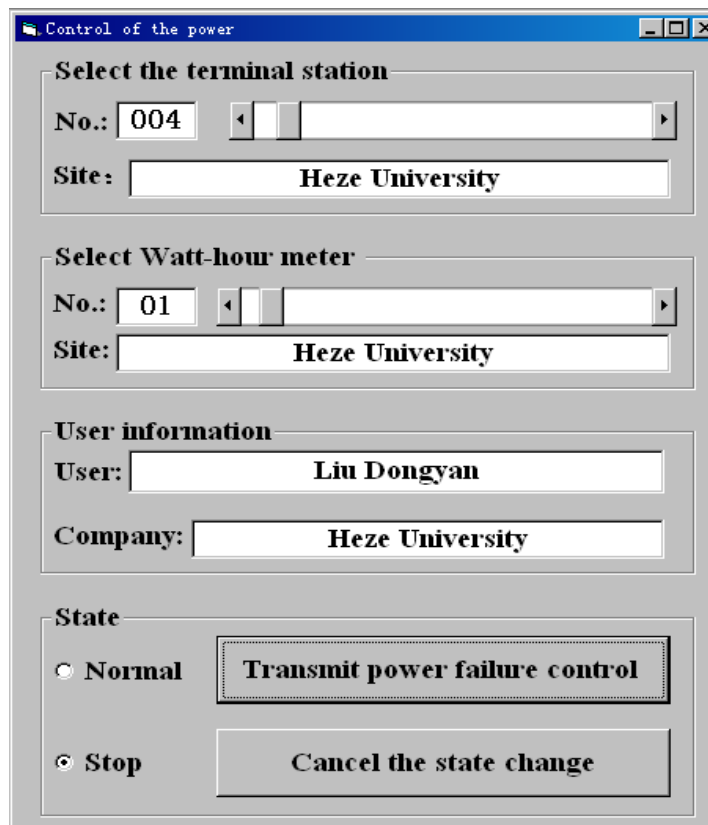 Control of the power
Select the terminal station
No.: 004
Site: Heze University
Select Watt-hour meter
No.: 01
Site: Heze University
User information
User: Liu Dongyan
Company: Heze University
State
Normal Transmit power failure control
Stop Cancel the state change